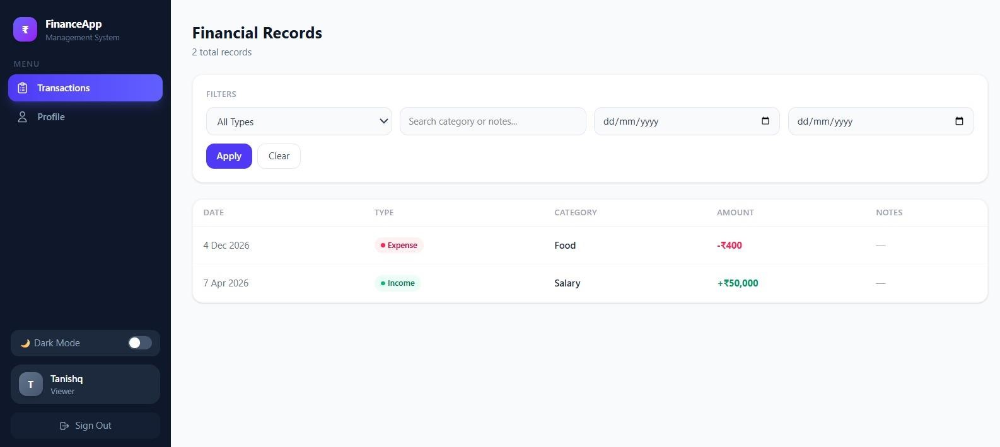 ₹
FinanceApp
Management System
MENU
Transactions
Profile
🌙 Dark Mode
T
Tanishq
Viewer
Sign Out
Financial Records
2 total records
FILTERS
All Types
Search category or notes...
dd/mm/yyyy
dd/mm/yyyy
Apply
Clear
DATE TYPE CATEGORY AMOUNT NOTES
4 Dec 2026 Expense Food -₹400 —
7 Apr 2026 Income Salary +₹50,000 —